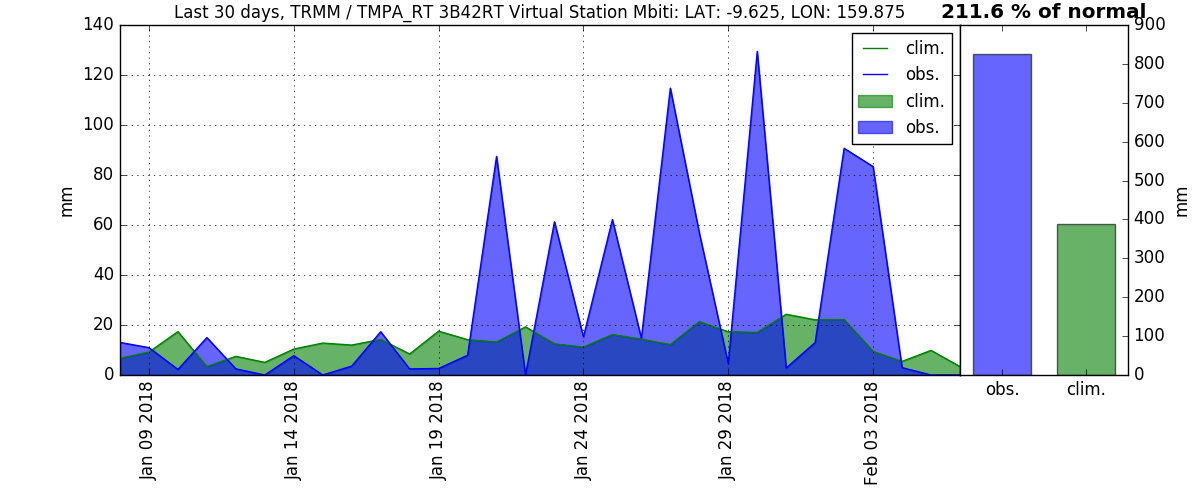 Last 30 days, TRMM / TMPA_RT 3B42RT Virtual Station Mbiti: LAT: -9.625, LON: 159.875
211.6 % of normal
140
120
100
80
60
40
20
0
mm
clim.
obs.
clim.
obs.
Jan 09 2018
Jan 14 2018
Jan 19 2018
Jan 24 2018
Jan 29 2018
Feb 03 2018
900
800
700
600
500
400
300
200
100
0
mm
obs.
clim.